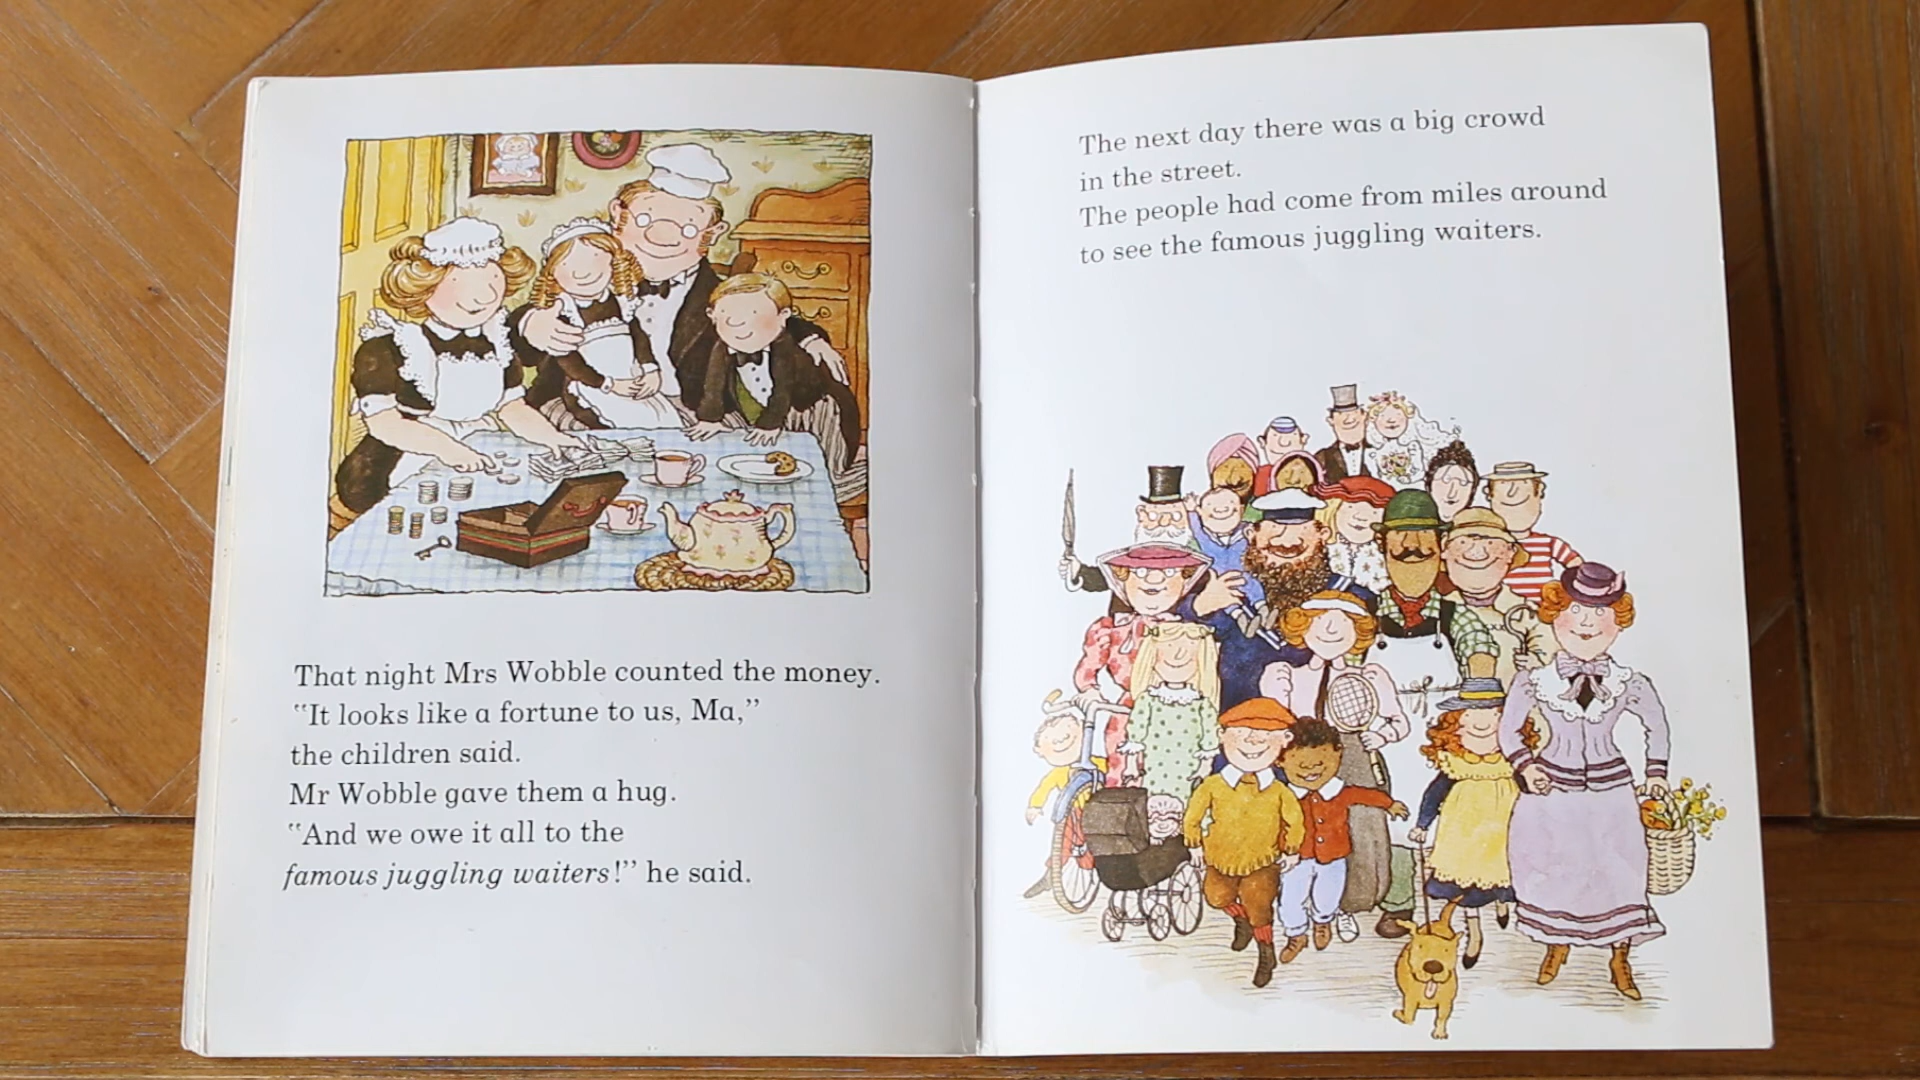 That night Mrs Wobble counted the money.
“It looks like a fortune to us, Ma,”
the children said.
Mr Wobble gave them a hug.
“And we owe it all to the
famous juggling waiters!” he said.
The next day there was a big crowd
in the street.
The people had come from miles around
to see the famous juggling waiters.